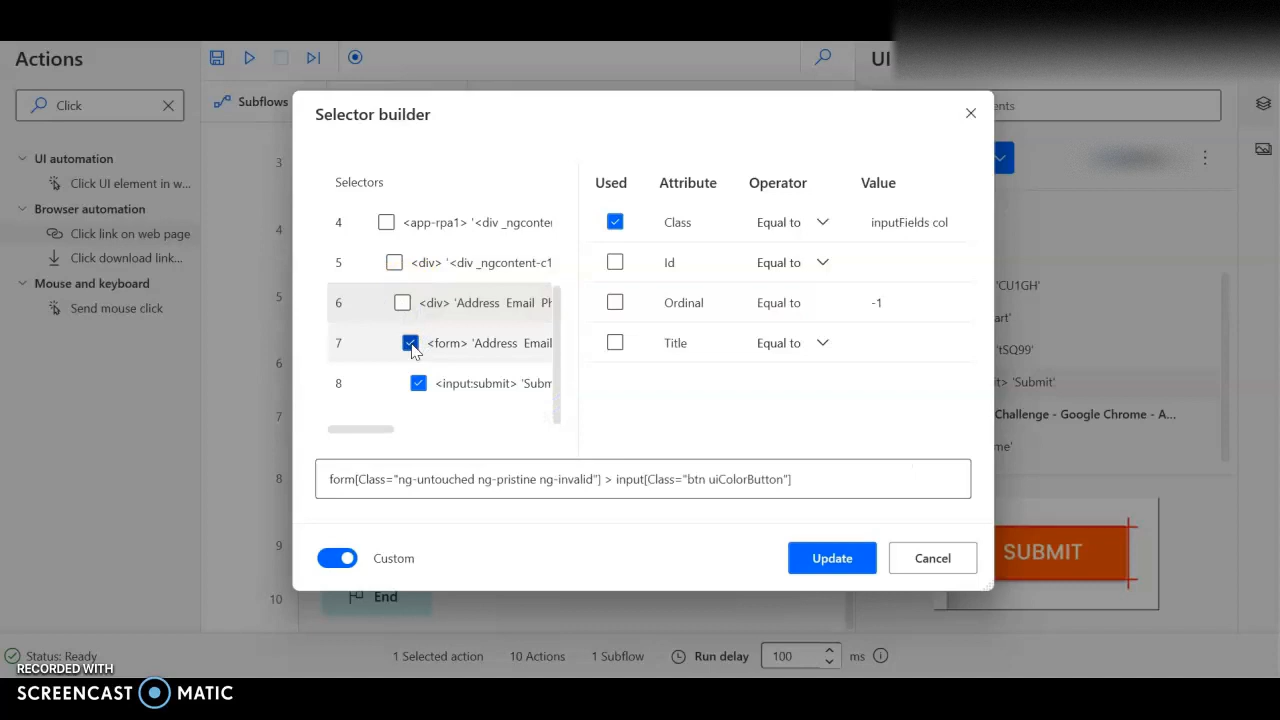 Actions
UI
Click
Subflows
ents
UI automation
Click UI element in w...
Browser automation
Click link on web page
Click download link...
Mouse and keyboard
Send mouse click
3
4
5
6
7
8
9
10
Selector builder
Selectors
Used Attribute Operator Value
4 <app-rpa1> '<div _ngconte
Class Equal to inputFields col
5 <div> '<div _ngcontent-c1
Id Equal to
6 <div> 'Address Email Ph
Ordinal Equal to -1
7 <form> 'Address Email
Title Equal to
8 <input:submit> 'Subm
form[Class="ng-untouched ng-pristine ng-invalid"] > input[Class="btn uiColorButton"]
Custom
Update
Cancel
'CU1GH'
art'
'tSQ99'
t> 'Submit'
Challenge - Google Chrome - A...
me'
SUBMIT
End
Status: Ready
1 Selected action
10 Actions
1 Subflow
Run delay
100
ms
RECORDED WITH
SCREENCAST MATIC